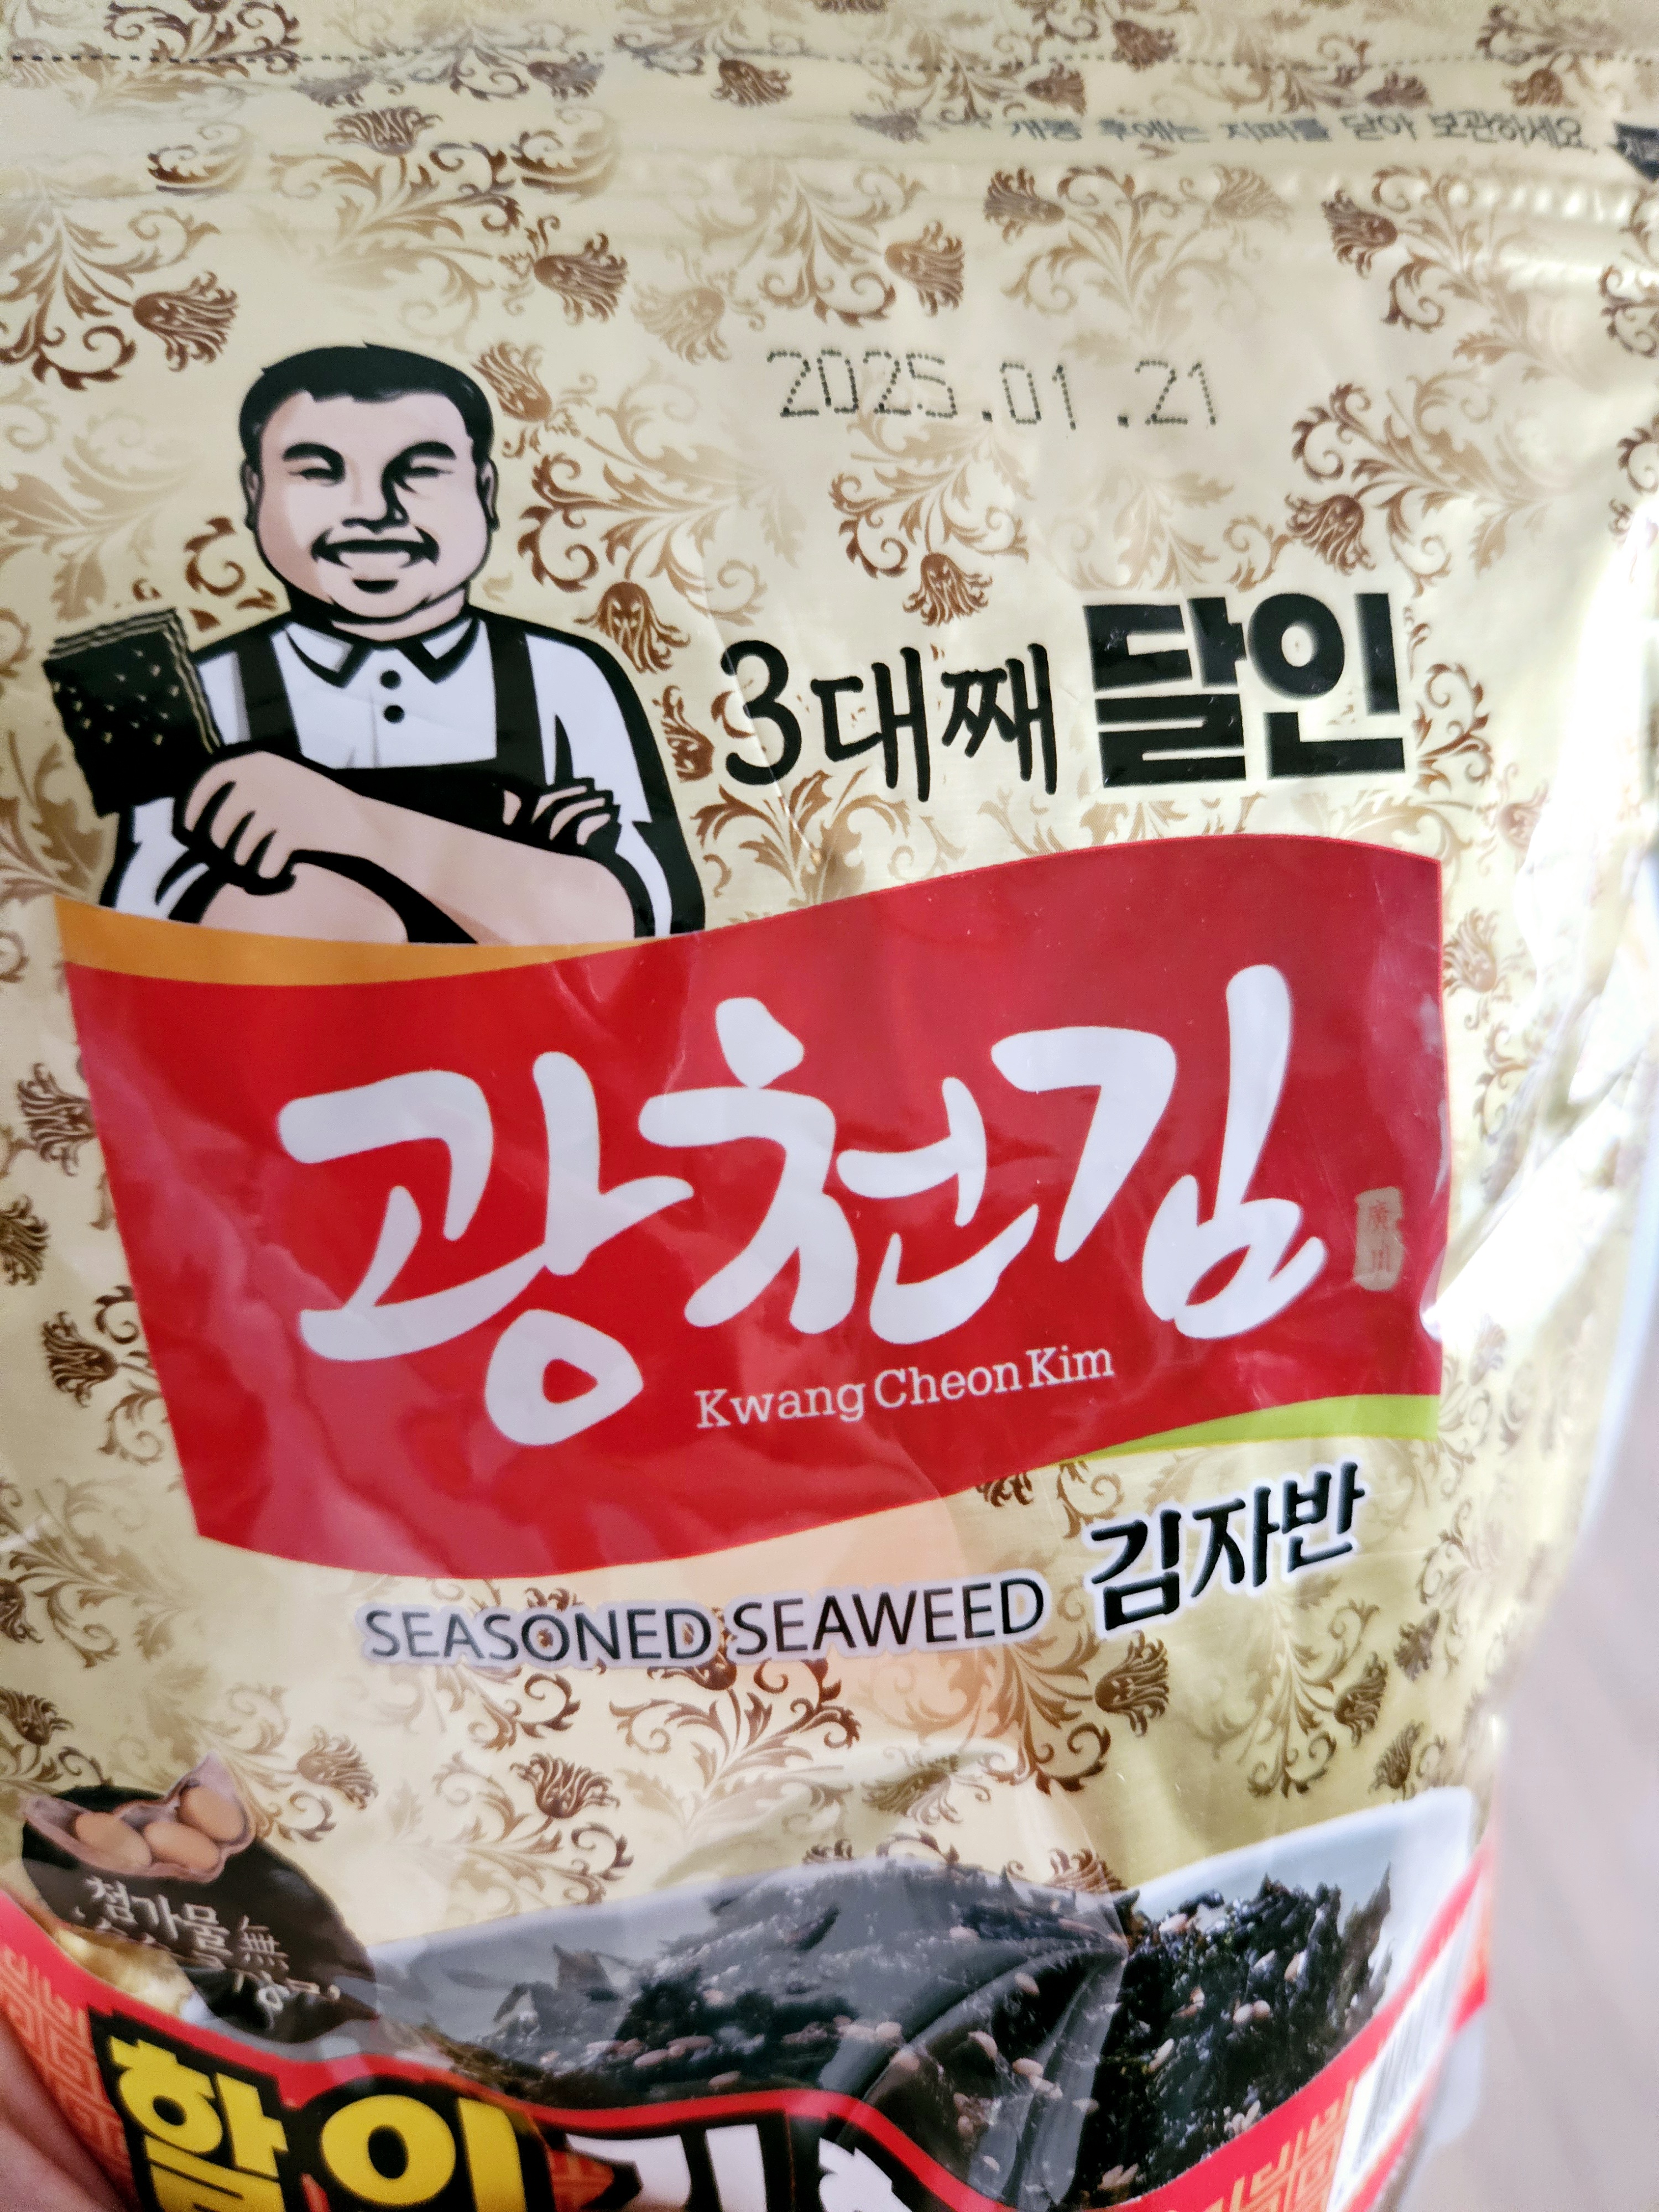 개봉 후에는 지퍼를 닫아 보관하세요.
2025.01.21
3대째 달인
광천김
廣川
Kwang Cheon Kim
SEASONED SEAWEED 김자반
첨가물 無
할인